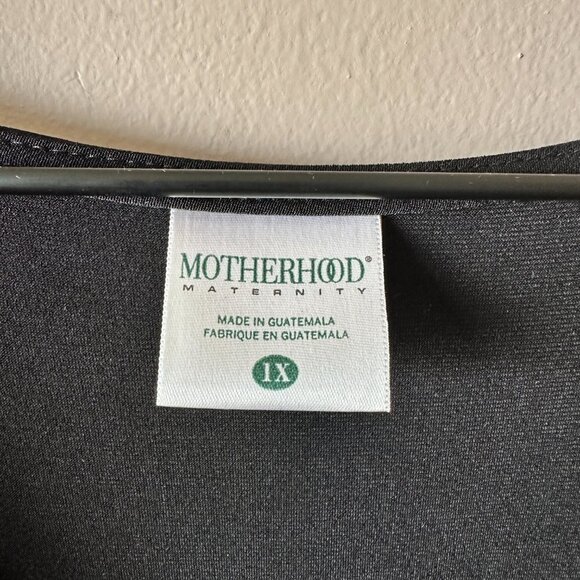 MOTHERHOOD®
MATERNITY
MADE IN GUATEMALA
FABRIQUE EN GUATEMALA
1X